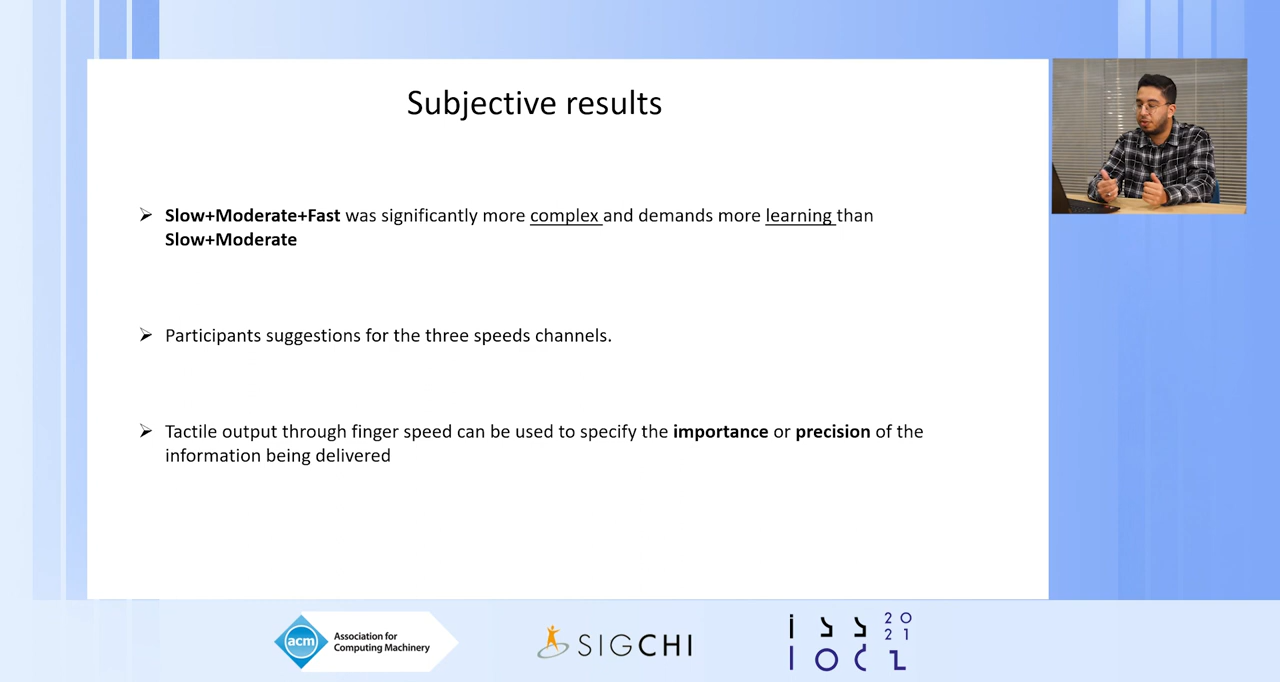 Subjective results
➢ Slow+Moderate+Fast was significantly more complex and demands more learning than
Slow+Moderate
➢ Participants suggestions for the three speeds channels.
➢ Tactile output through finger speed can be used to specify the importance or precision of the
information being delivered
acm
Association for
Computing Machinery
SIGCHI
iss
20
21